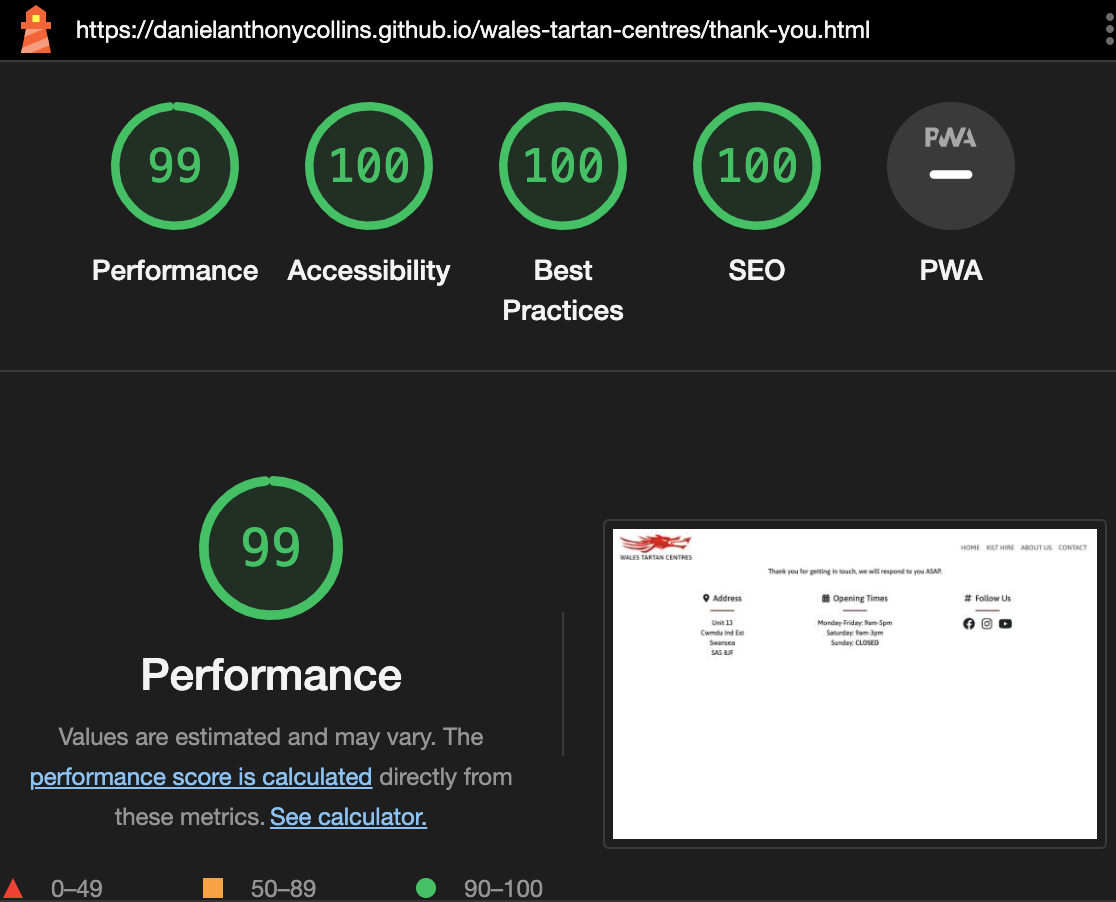 https://danielanthonycollins.github.io/wales-tartan-centres/thank-you.html
99
100
100
100
PWA
Performance
Accessibility
Best
Practices
SEO
PWA
99
Performance
Values are estimated and may vary. The
performance score is calculated directly from
these metrics. See calculator.
0–49
50–89
90–100
WALES TARTAN CENTRES
HOME KILT HIRE ABOUT US CONTACT
Thank you for getting in touch, we will respond to you ASAP.
Address
Unit 13
Cwmdu Ind Est
Swansea
SA5 8JF
Opening Times
Monday-Friday: 9am-5pm
Saturday: 9am-3pm
Sunday: CLOSED
# Follow Us